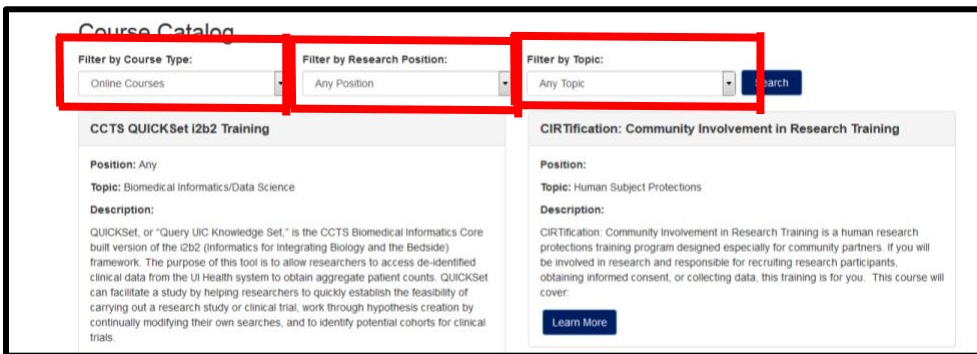 Course Catalog
Filter by Course Type:
Filter by Research Position:
Filter by Topic:
Online Courses
Any Position
Any Topic
Search
CCTS QUICKSet i2b2 Training
Position: Any
Topic: Biomedical Informatics/Data Science
Description:
QUICKSet, or "Query UIC Knowledge Set," is the CCTS Biomedical Informatics Core
built version of the i2b2 (Informatics for Integrating Biology and the Bedside)
framework. The purpose of this tool is to allow researchers to access de-identified
clinical data from the UI Health system to obtain aggregate patient counts. QUICKSet
can facilitate a study by helping researchers to quickly establish the feasibility of
carrying out a research study or clinical trial, work through hypothesis creation by
continually modifying their own searches, and to identify potential cohorts for clinical
trials.
CIRTification: Community Involvement in Research Training
Position:
Topic: Human Subject Protections
Description:
CIRTification: Community Involvement in Research Training is a human research
protections training program designed especially for community partners. If you will
be involved in research and responsible for recruiting research participants,
obtaining informed consent, or collecting data, this training is for you. This course will
cover:
Learn More